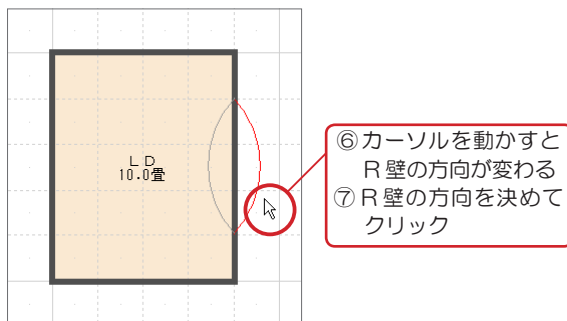 ＬＤ
10.0畳
⑥カーソルを動かすと
Ｒ壁の方向が変わる
⑦Ｒ壁の方向を決めて
クリック